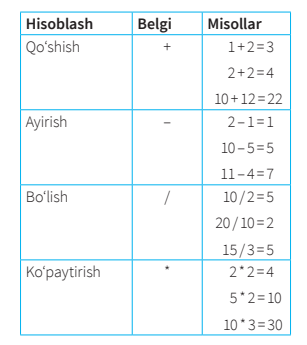 Hisoblash Belgi Misollar
Qo‘shish + 1+2=3
2+2=4
10+12=22
Ayirish – 2–1=1
10–5=5
11–4=7
Bo‘lish / 10/2=5
20/10=2
15/3=5
Ko‘paytirish * 2*2=4
5*2=10
10*3=30